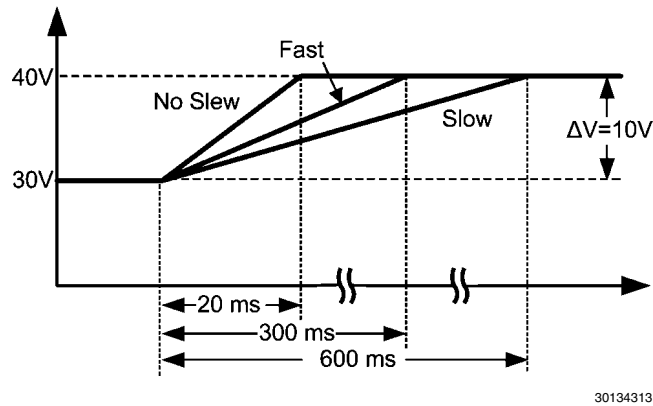 Fast
40V
No Slew
Slow
ΔV=10V
30V
20 ms
300 ms
600 ms
30134313